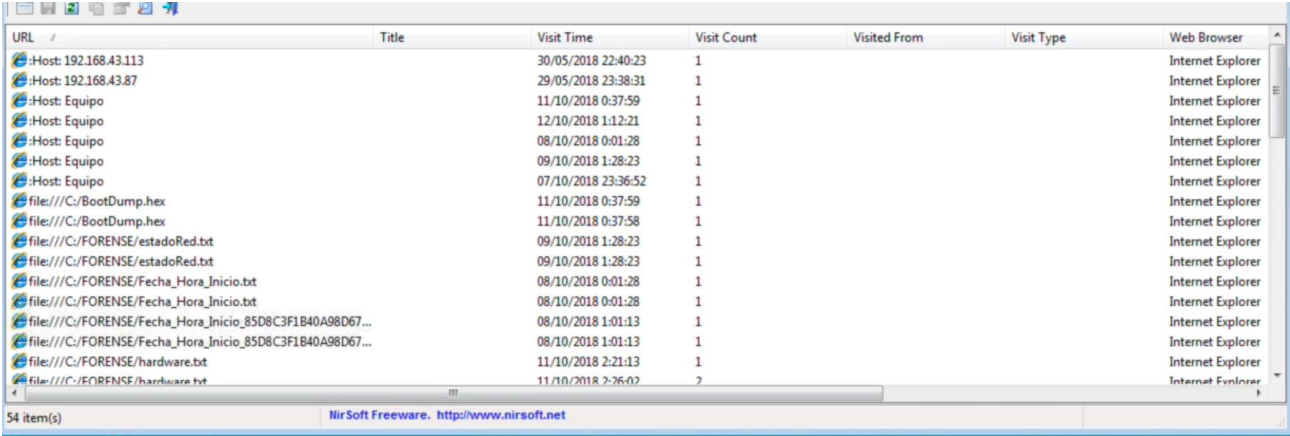 URL / Title Visit Time Visit Count Visited From Visit Type Web Browser
:Host: 192.168.43.113 30/05/2018 22:40:23 1 Internet Explorer
:Host: 192.168.43.87 29/05/2018 23:38:31 1 Internet Explorer
:Host: Equipo 11/10/2018 0:37:59 1 Internet Explorer
:Host: Equipo 12/10/2018 1:12:21 1 Internet Explorer
:Host: Equipo 08/10/2018 0:01:28 1 Internet Explorer
:Host: Equipo 09/10/2018 1:28:23 1 Internet Explorer
:Host: Equipo 07/10/2018 23:36:52 1 Internet Explorer
file:///C:/BootDump.hex 11/10/2018 0:37:59 1 Internet Explorer
file:///C:/BootDump.hex 11/10/2018 0:37:58 1 Internet Explorer
file:///C:/FORENSE/estadoRed.txt 09/10/2018 1:28:23 1 Internet Explorer
file:///C:/FORENSE/estadoRed.txt 09/10/2018 1:28:23 1 Internet Explorer
file:///C:/FORENSE/Fecha_Hora_Inicio.txt 08/10/2018 0:01:28 1 Internet Explorer
file:///C:/FORENSE/Fecha_Hora_Inicio.txt 08/10/2018 0:01:28 1 Internet Explorer
file:///C:/FORENSE/Fecha_Hora_Inicio_85D8C3F1B40A98D67... 08/10/2018 1:01:13 1 Internet Explorer
file:///C:/FORENSE/Fecha_Hora_Inicio_85D8C3F1B40A98D67... 08/10/2018 1:01:13 1 Internet Explorer
file:///C:/FORENSE/hardware.txt 11/10/2018 2:21:13 1 Internet Explorer
file:///C:/FORENSE/hardware.txt 11/10/2018 2:26:02 2 Internet Explorer
54 item(s) NirSoft Freeware. http://www.nirsoft.net